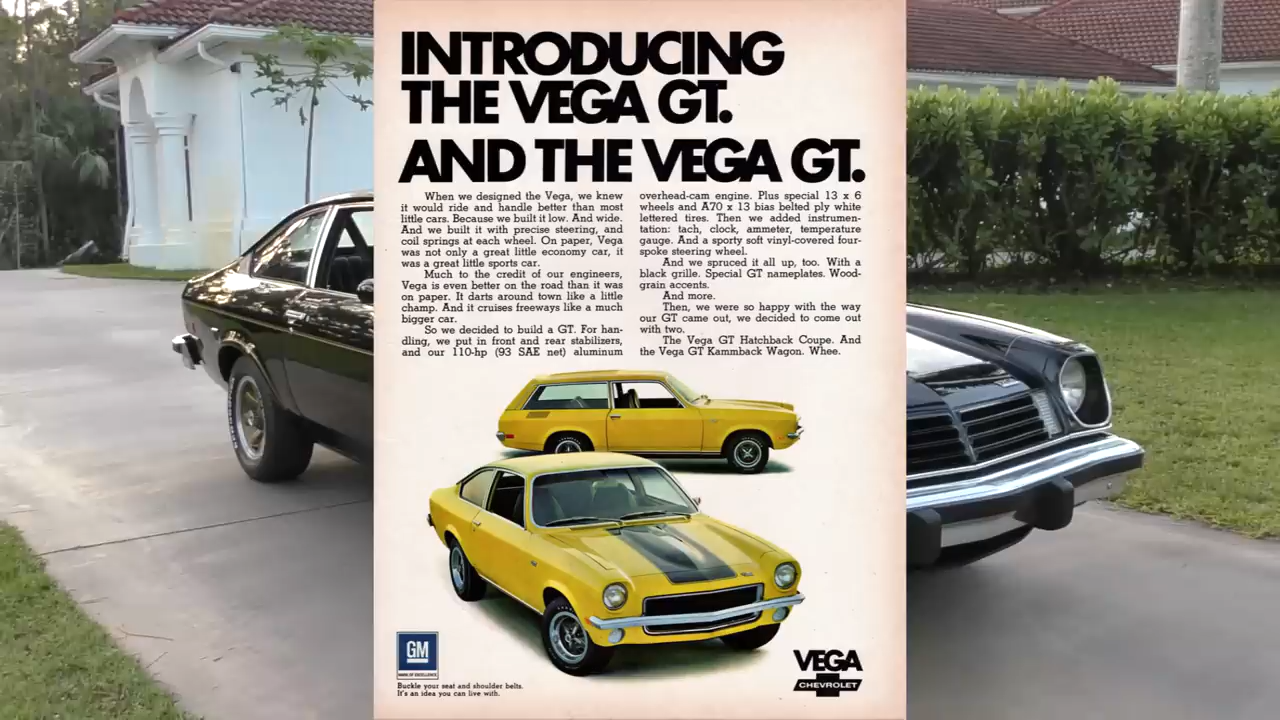 INTRODUCING
THE VEGA GT.
AND THE VEGA GT.
When we designed the Vega, we knew
it would ride and handle better than most
little cars. Because we built it low. And wide.
And we built it with precise steering, and
coil springs at each wheel. On paper, Vega
was not only a great little economy car, it
was a great little sports car.
Much to the credit of our engineers,
Vega is even better on the road than it was
on paper. It darts around town like a little
champ. And it cruises freeways like a much
bigger car.
So we decided to build a GT. For han-
dling, we put in front and rear stabilizers,
and our 110-hp (93 SAE net) aluminum
overhead-cam engine. Plus special 13 x 6
wheels and A70 x 13 bias belted ply white
lettered tires. Then we added instrumen-
tation: tach, clock, ammeter, temperature
gauge. And a sporty soft vinyl-covered four-
spoke steering wheel.
And we spruced it all up, too. With a
black grille. Special GT nameplates. Wood-
grain accents.
And more.
Then, we were so happy with the way
our GT came out, we decided to come out
with two.
The Vega GT Hatchback Coupe. And
the Vega GT Kammback Wagon. Whee.
GM
MARK OF EXCELLENCE
Buckle your seat and shoulder belts.
It's an idea you can live with.
VEGA
CHEVROLET